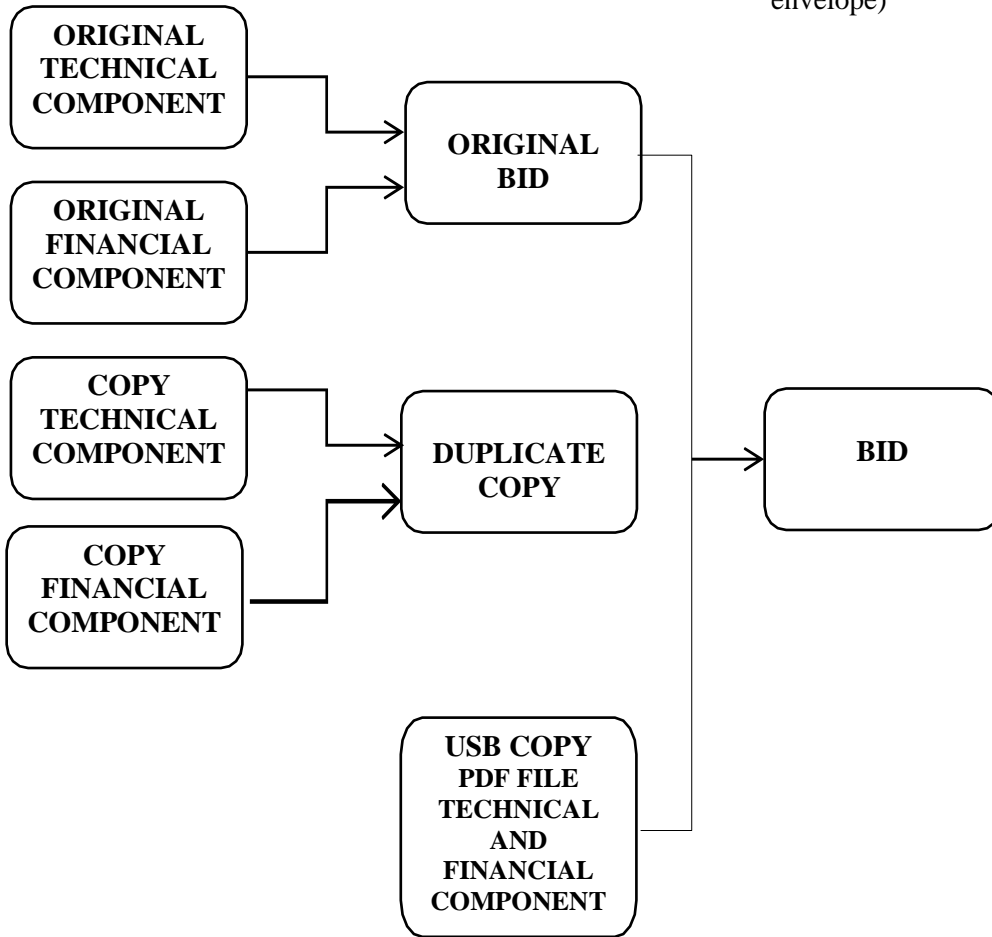 envelope)
ORIGINAL
TECHNICAL
COMPONENT
ORIGINAL
BID
ORIGINAL
FINANCIAL
COMPONENT
COPY
TECHNICAL
COMPONENT
DUPLICATE
COPY
BID
COPY
FINANCIAL
COMPONENT
USB COPY
PDF FILE
TECHNICAL
AND
FINANCIAL
COMPONENT